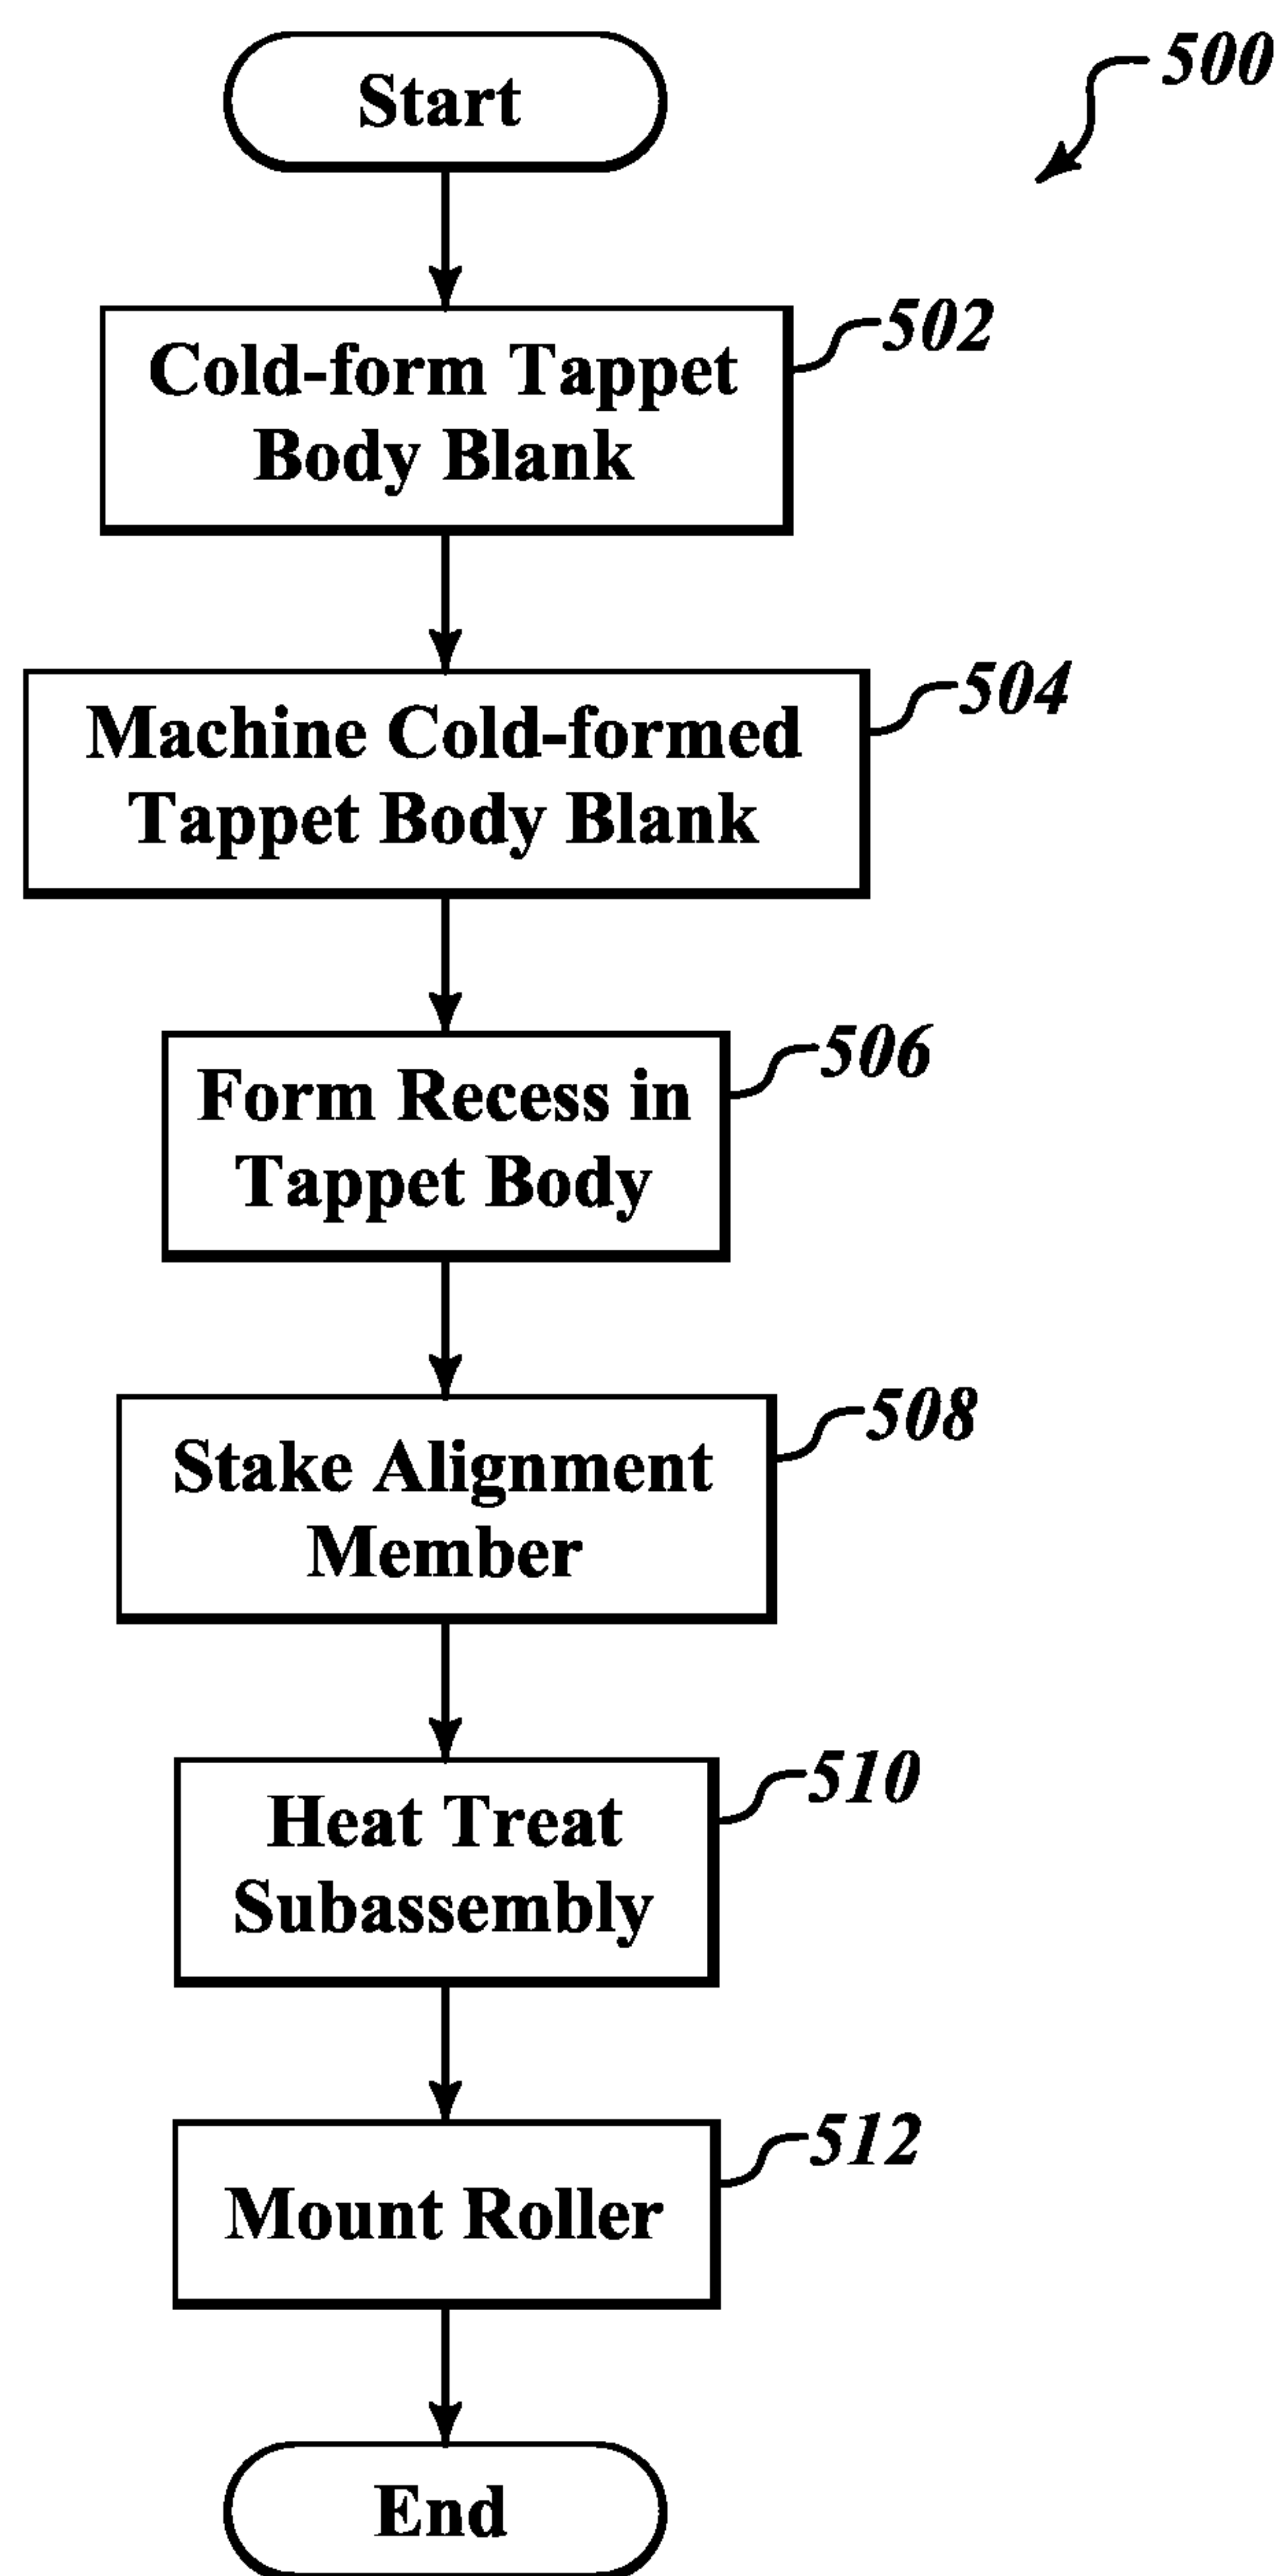 Start
500
Cold-form Tappet
Body Blank
502
Machine Cold-formed
Tappet Body Blank
504
Form Recess in
Tappet Body
506
Stake Alignment
Member
508
Heat Treat
Subassembly
510
Mount Roller
512
End